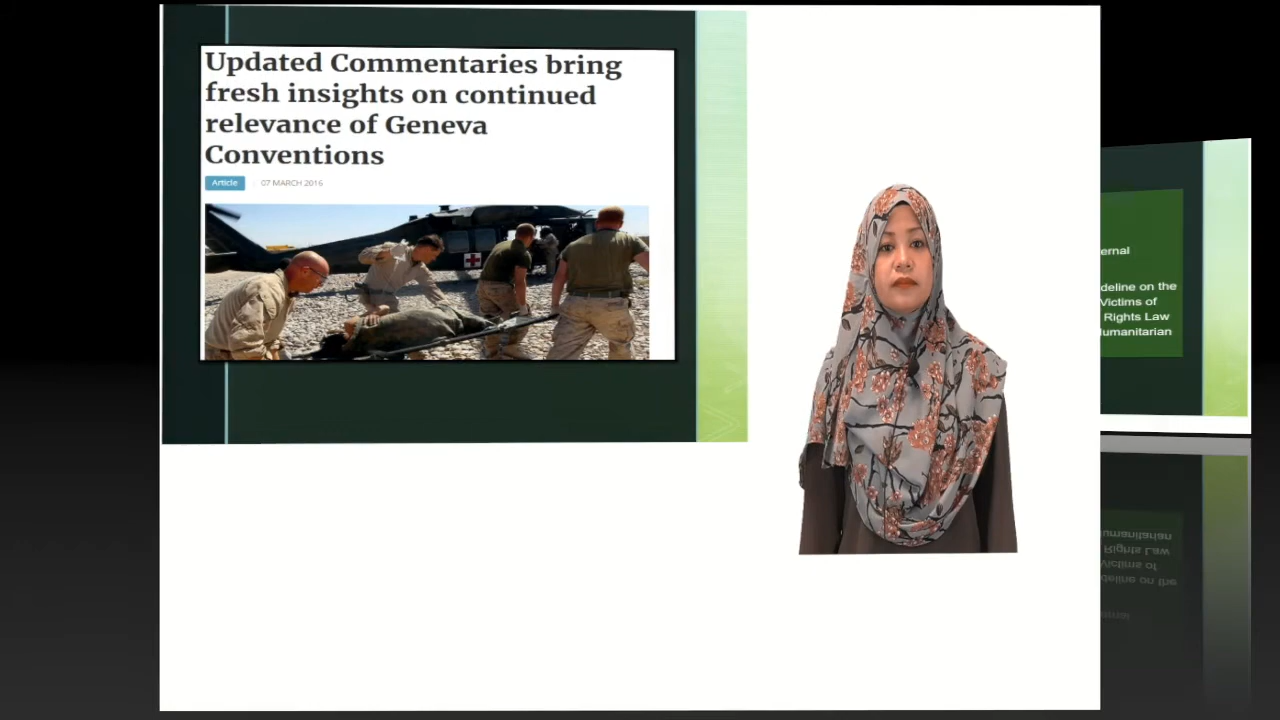 Updated Commentaries bring
fresh insights on continued
relevance of Geneva
Conventions
Article
07 MARCH 2016
ernal
deline on the
Victims of
Rights Law
umanitarian